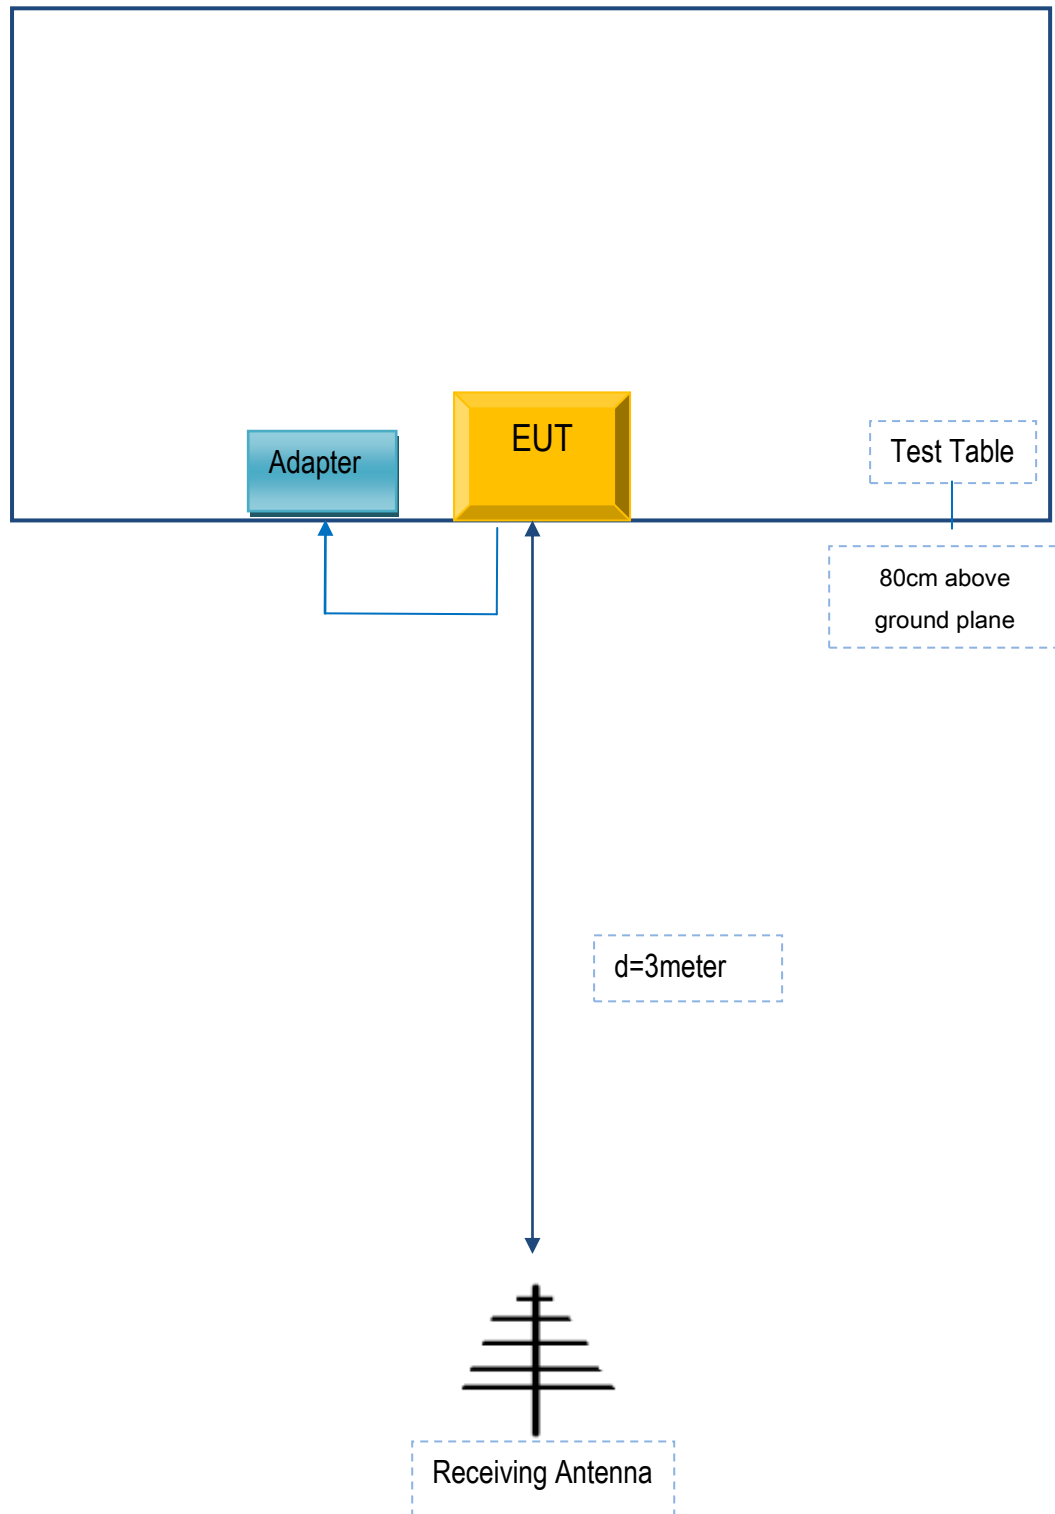 EUT
Adapter
Test Table
80cm above
ground plane
d=3meter
Receiving Antenna